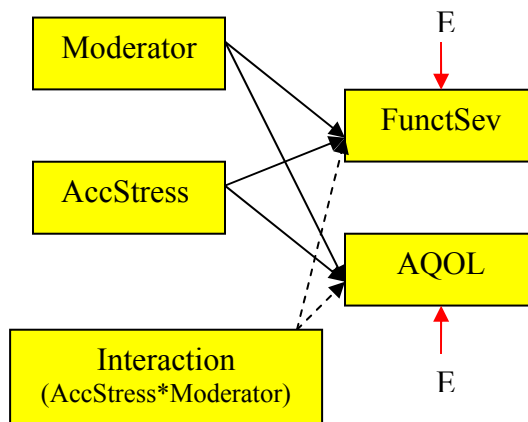 E
Moderator
FunctSev
AccStress
AQOL
Interaction
(AccStress*Moderator)
E